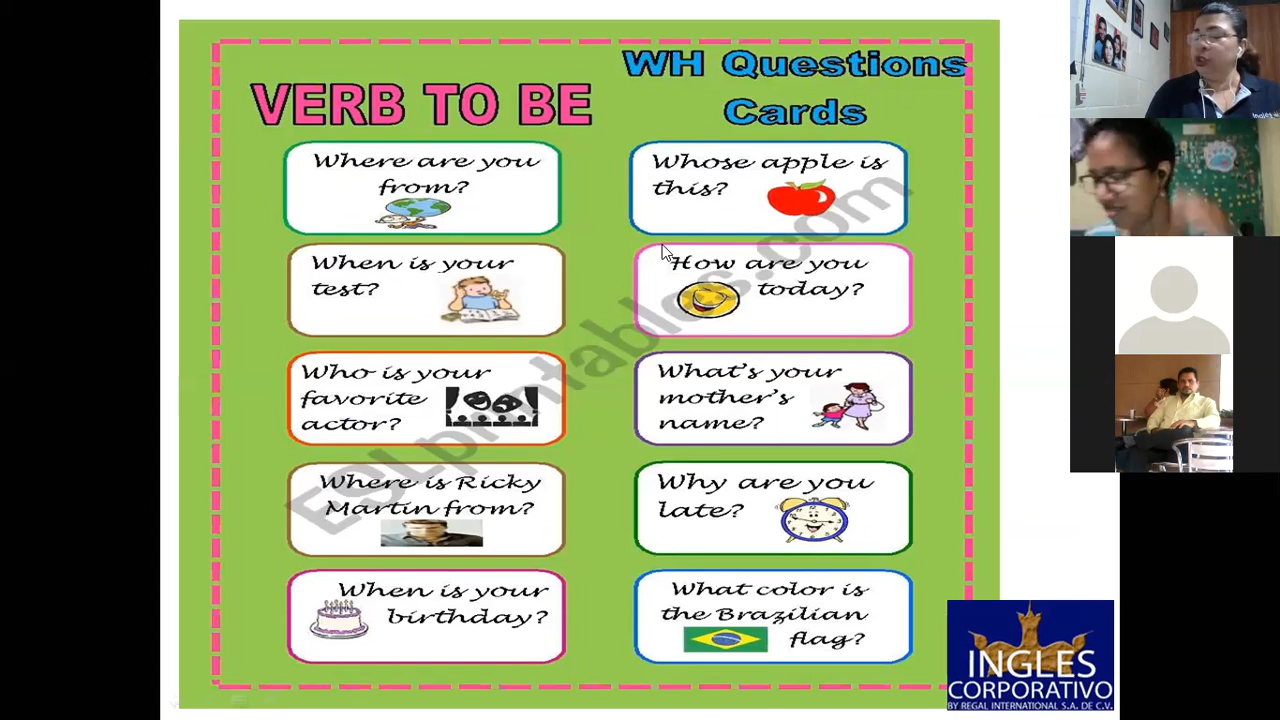 VERB TO BE
WH Questions
Cards
Where are you
from?
When is your
test?
Who is your
favorite
actor?
Where is Ricky
Martin from?
When is your
birthday?
Whose apple is
this?
How are you
today?
What's your
mother's
name?
Why are you
late?
What color is
the Brazilian
flag?
ESLprintables.com
INGLES
CORPORATIVO
BY REGAL INTERNATIONAL S.A. DE C.V.